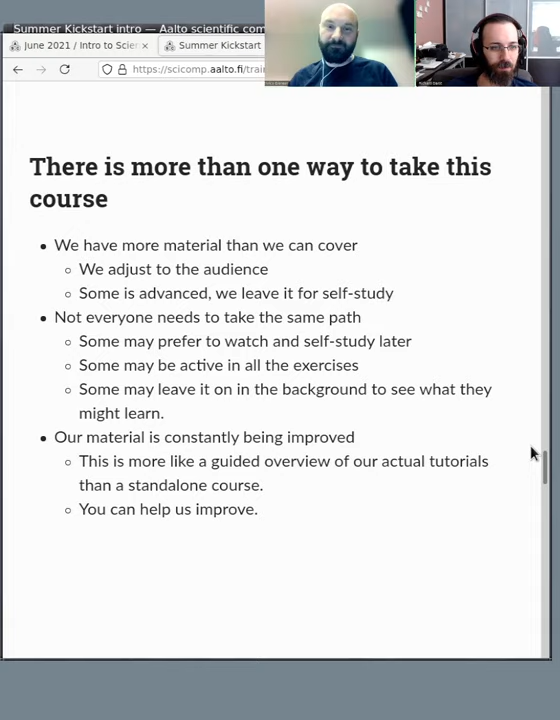 Summer Kickstart intro — Aalto scientific com
June 2021 / Intro to Scier ×
Summer Kickstart
https://scicomp.aalto.fi/trai
There is more than one way to take this
course
• We have more material than we can cover
◦ We adjust to the audience
◦ Some is advanced, we leave it for self-study
• Not everyone needs to take the same path
◦ Some may prefer to watch and self-study later
◦ Some may be active in all the exercises
◦ Some may leave it on in the background to see what they
might learn.
• Our material is constantly being improved
◦ This is more like a guided overview of our actual tutorials
than a standalone course.
◦ You can help us improve.